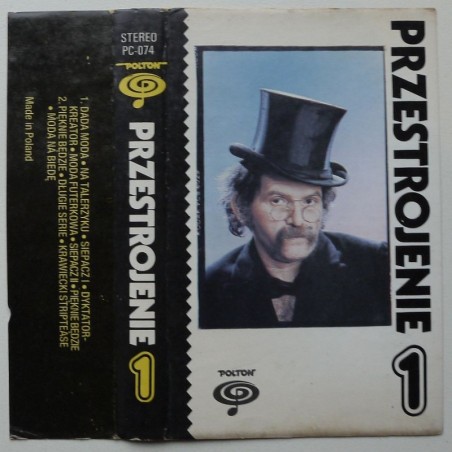 1. DADA MODA • NA TALERZYKU • SIEPACZ I • DYKTATOR-
KREATOR • MODA FUTERKOWA • SIEPACZ II • PIĘKNIE BĘDZIE
2. PIĘKNIE BĘDZIE • DŁUGIE SERIE • KRAWIECKI STRIPTEASE
• MODA NA BIEDĘ
Made in Poland
STEREO
PC-074
POLTON
PRZESTROJENIE 1
PRZESTROJENIE 1
POLTON